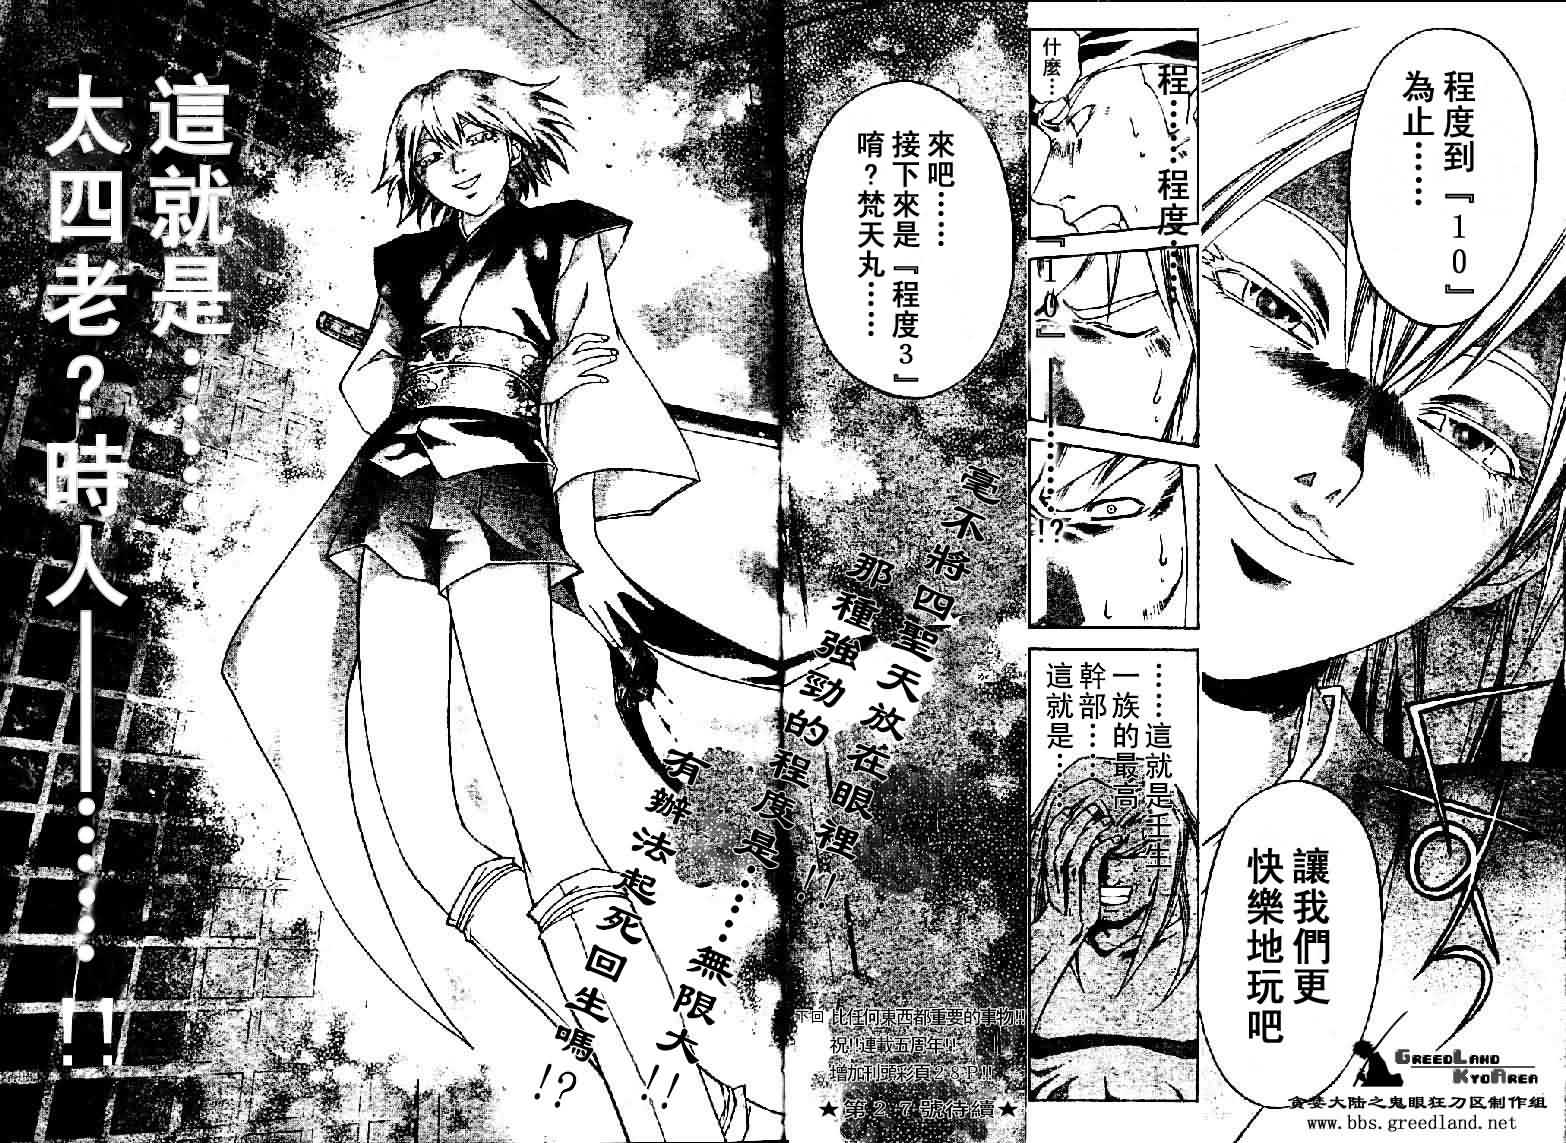 程度到『10』
為止……
讓我們更
快樂地玩吧
什麼…
程…程度……
『10』————!?
……這就是壬生
一族的最高
幹部……
這就是……
來吧……
接下來是『程度3』
唷？梵天丸……
毫不將四聖天放在眼裡!!
那種強勁的程度是……無限大!!
有辦法起死回生嗎!?
下回 比任何東西都重要的事物!!
祝!!連載五周年!!
增加刊頭彩頁28P!!
★第27號待續★
這就是………
太四老？時人——……!!
GREEDLAND
KYOAREA
貪婪大陆之鬼眼狂刀区制作组
www.bbs.greedland.net